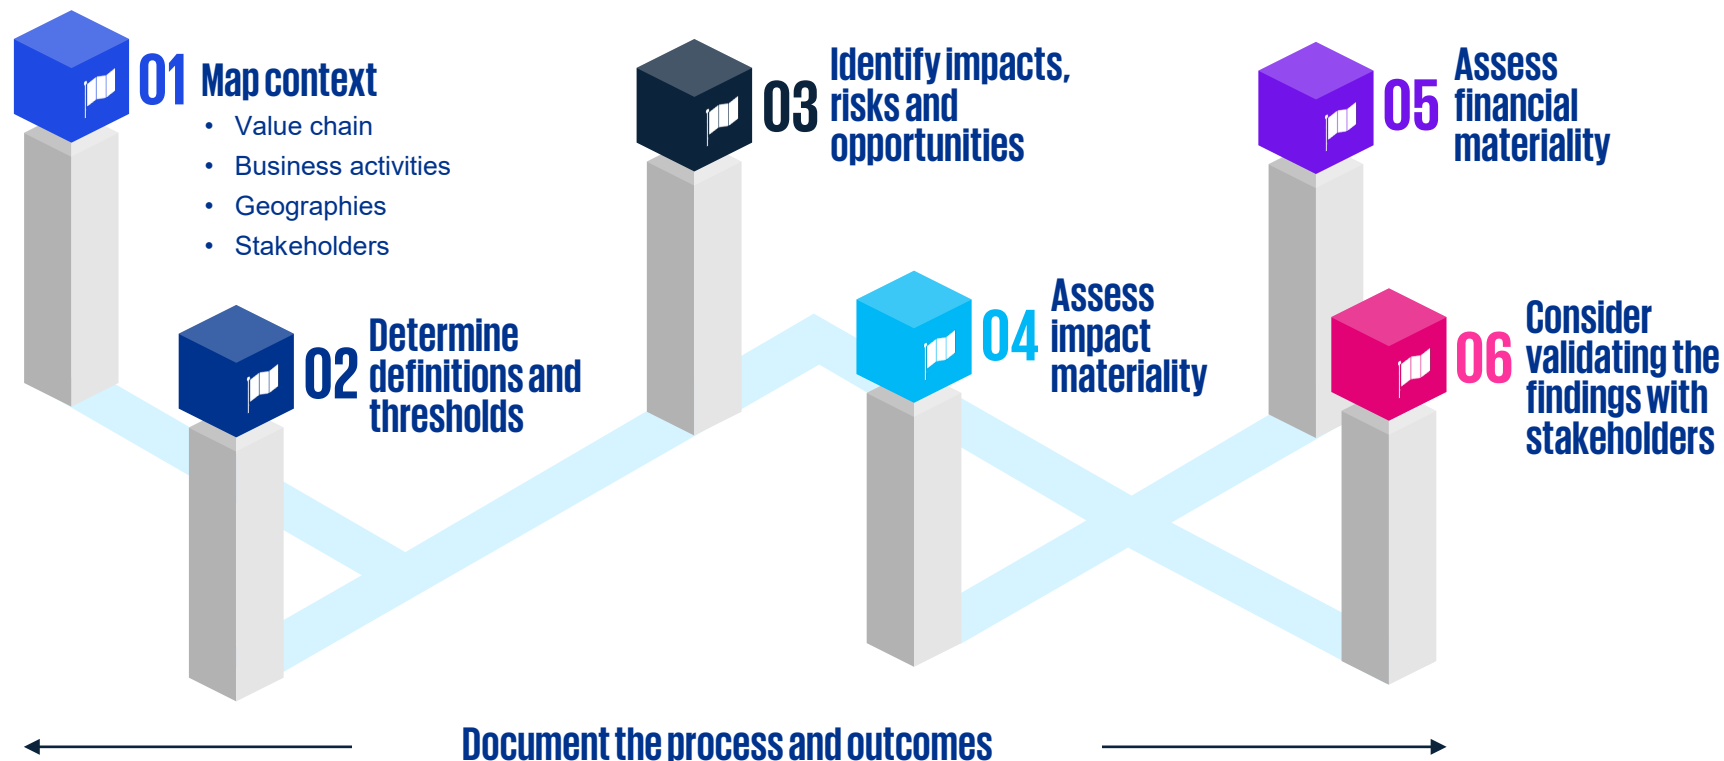 01 Map context
• Value chain
• Business activities
• Geographies
• Stakeholders
02 Determine
definitions and
thresholds
03 Identify impacts,
risks and
opportunities
04 Assess
impact
materiality
05 Assess
financial
materiality
06 Consider
validating the
findings with
stakeholders
Document the process and outcomes